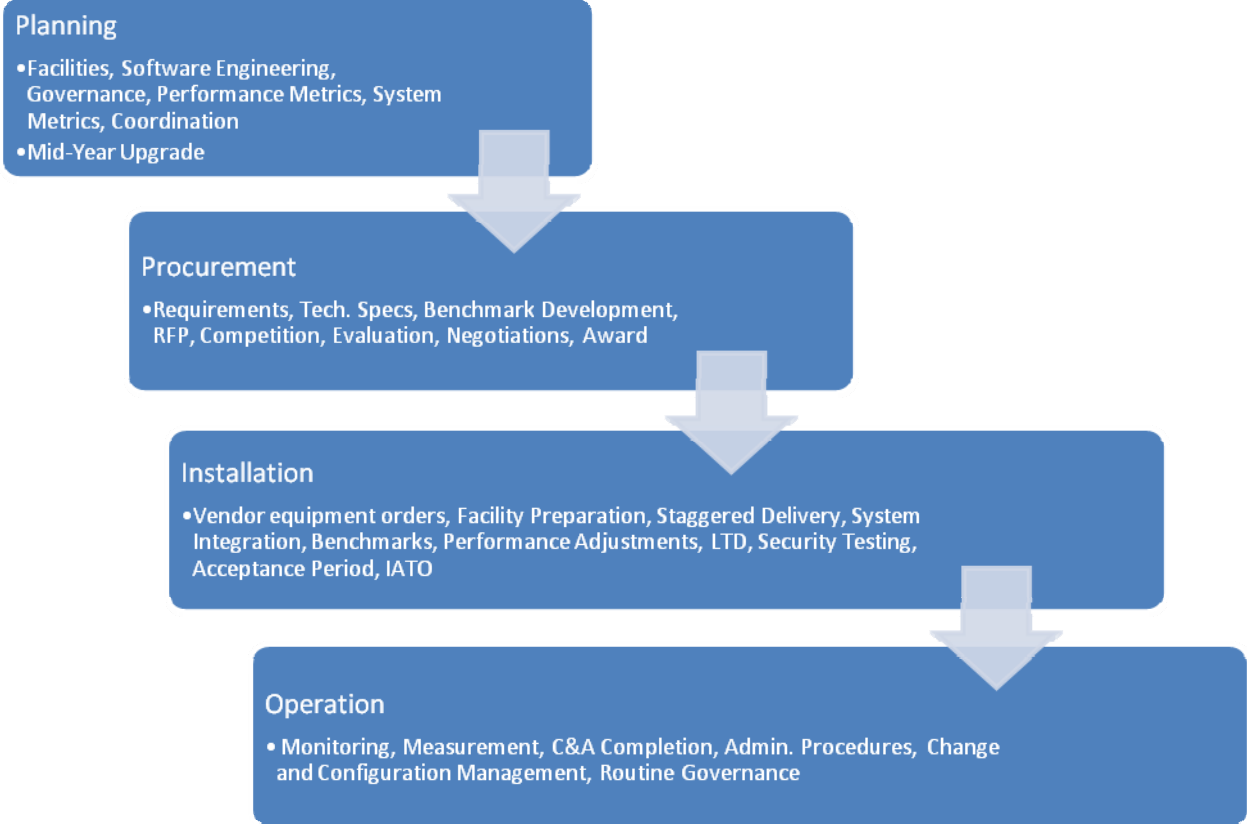 Planning
•Facilities, Software Engineering,
Governance, Performance Metrics, System
Metrics, Coordination
•Mid-Year Upgrade
Procurement
•Requirements, Tech. Specs, Benchmark Development,
RFP, Competition, Evaluation, Negotiations, Award
Installation
•Vendor equipment orders, Facility Preparation, Staggered Delivery, System
Integration, Benchmarks, Performance Adjustments, LTD, Security Testing,
Acceptance Period, IATO
Operation
• Monitoring, Measurement, C&A Completion, Admin. Procedures, Change
and Configuration Management, Routine Governance